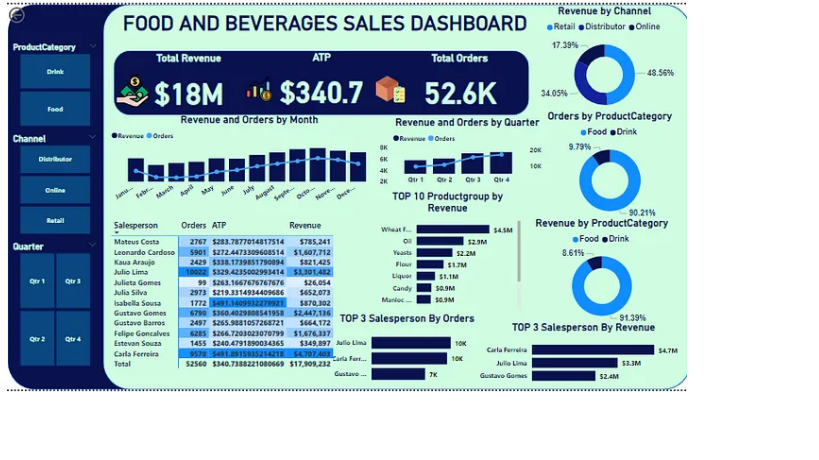 FOOD AND BEVERAGES SALES DASHBOARD
ProductCategory
Drink
Food
Channel
Distributor
Online
Retail
Quarter
Qtr 1 Qtr 3
Qtr 2 Qtr 4
Total Revenue ATP Total Orders
$18M $340.7 52.6K
Revenue and Orders by Month
Revenue Orders
8K
6K
4K
2K
Janu... Febr... March April May June July August Septe... Octo... Nove... Dece...
Revenue and Orders by Quarter
Revenue Orders
20K
10K
Qtr 1 Qtr 2 Qtr 3 Qtr 4
Salesperson Orders ATP Revenue
Mateus Costa 2767 $283.7877014817514 $785,241
Leonardo Cardoso 5901 $272.4473309608514 $1,607,712
Kaua Araujo 2429 $338.1739851790894 $821,425
Julio Lima 10022 $329.4235002993414 $3,301,482
Julieta Gomes 99 $263.1667676767676 $26,054
Julia Silva 2973 $219.3314934409686 $652,073
Isabella Sousa 1772 $491.1409932279921 $870,302
Gustavo Gomes 6790 $360.4029808541958 $2,447,136
Gustavo Barros 2497 $265.9881057268721 $664,172
Felipe Goncalves 6285 $266.7203023070799 $1,676,337
Estevan Souza 1455 $240.4791890034365 $349,897
Carla Ferreira 9570 $491.8915935214218 $4,707,403
Total 52560 $340.7388221080669 $17,909,232
TOP 10 Productgroup by
Revenue
Wheat F... $4.5M
Oil $2.9M
Yeasts $2.2M
Flour $1.7M
Liquor $1.1M
Candy $0.9M
Manioc ... $0.9M
TOP 3 Salesperson By Orders
Julio Lima 10K
Carla Ferr... 10K
Gustavo ... 7K
Revenue by Channel
Retail Distributor Online
17.39%
48.56%
34.05%
Orders by ProductCategory
Food Drink
9.79%
90.21%
Revenue by ProductCategory
Food Drink
8.61%
91.39%
TOP 3 Salesperson By Revenue
Carla Ferreira $4.7M
Julio Lima $3.3M
Gustavo Gomes $2.4M